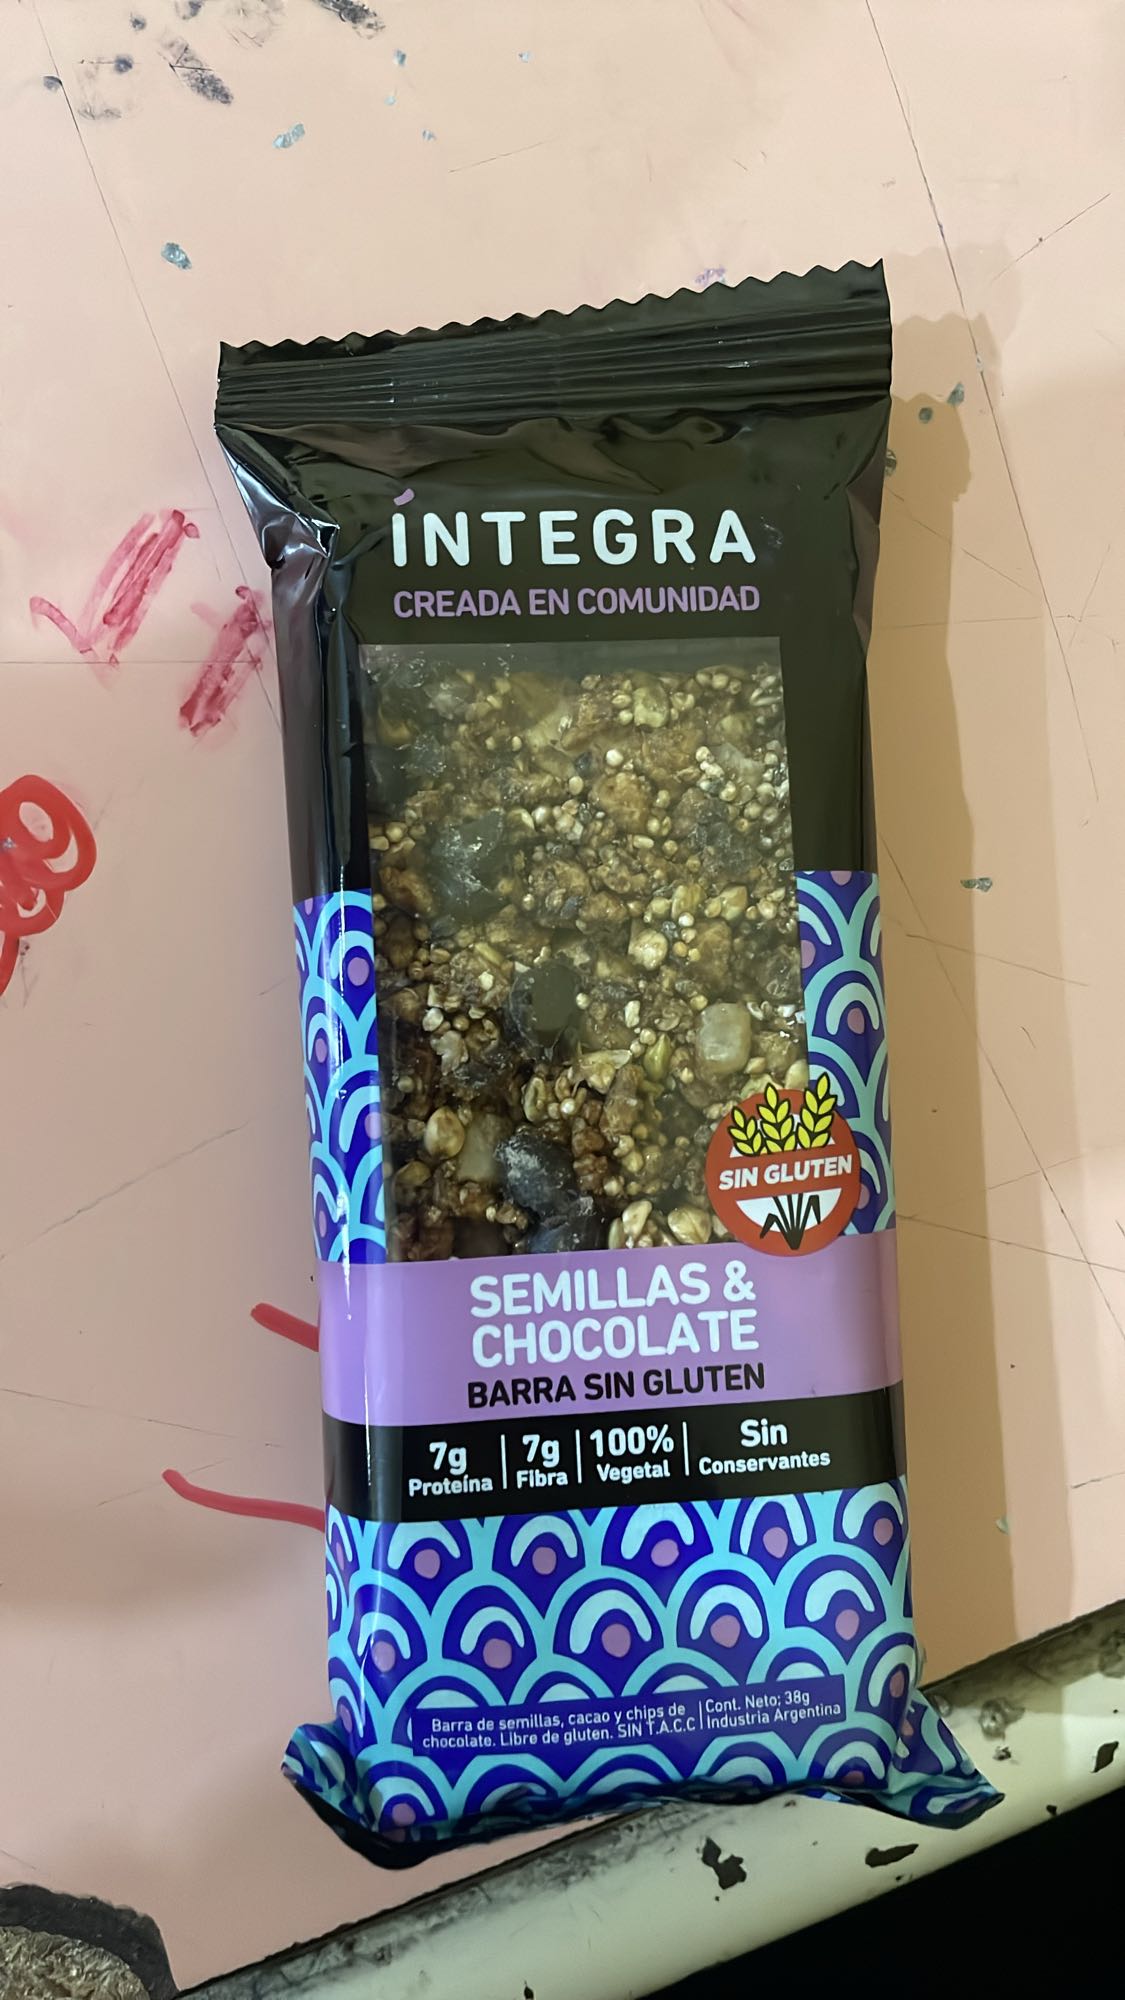 ÍNTEGRA
CREADA EN COMUNIDAD
SIN GLUTEN
SEMILLAS &
CHOCOLATE
BARRA SIN GLUTEN
7g
Proteína
7g
Fibra
100%
Vegetal
Sin
Conservantes
Barra de semillas, cacao y chips de
chocolate. Libre de gluten. SIN T.A.C.C
Cont. Neto: 38g
Industria Argentina